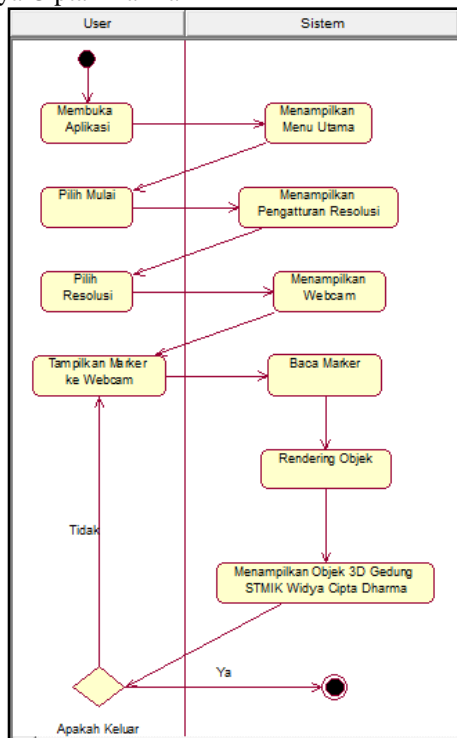 User
Sistem
Membuka
Aplikasi
Menampilkan
Menu Utama
Pilih Mulai
Menampilkan
Pengatturan Resolusi
Pilih
Resolusi
Menampilkan
Webcam
Tampilkan Marker
ke Webcam
Baca Marker
Rendering Objek
Tidak
Menampilkan Objek 3D Gedung
STMIK Widya Cipta Dharma
Ya
Apakah Keluar